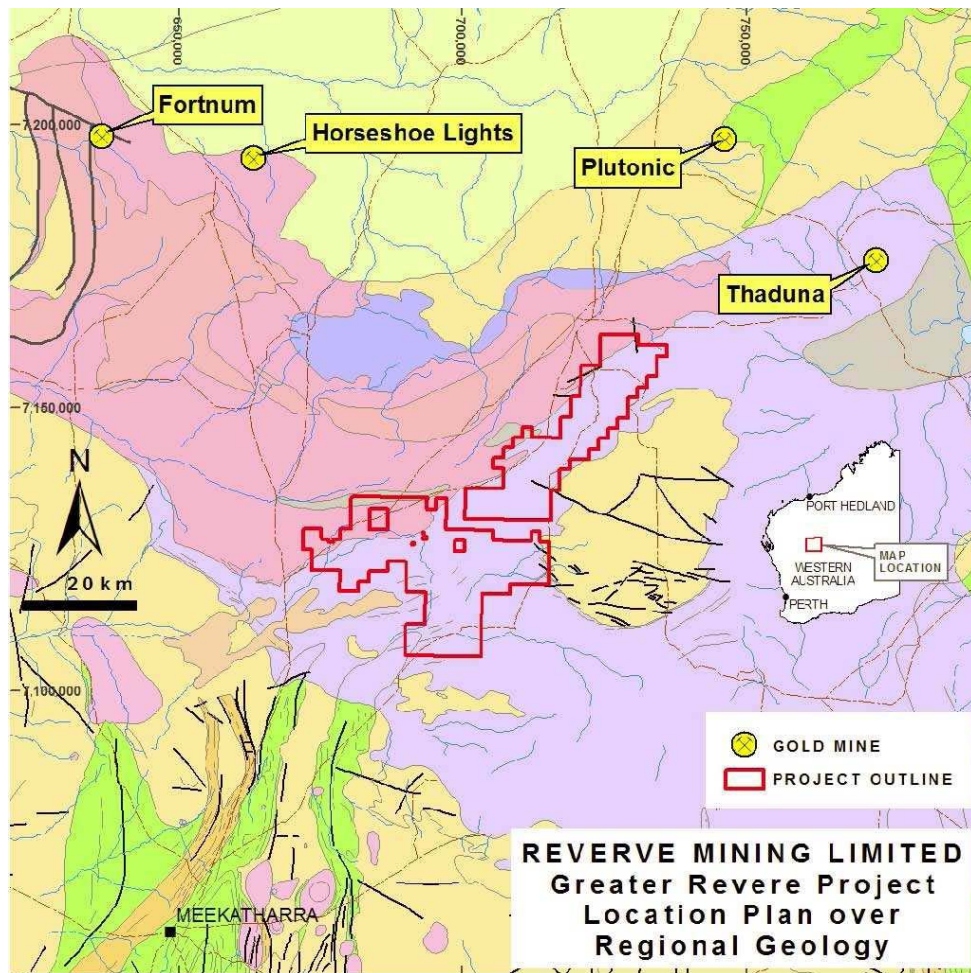 650,000
700,000
750,000
Fortnum
7,200,000
Horseshoe Lights
Plutonic
Thaduna
7,150,000
N
20 km
PORT HEDLAND
MAP
LOCATION
WESTERN
AUSTRALIA
PERTH
7,100,000
GOLD MINE
PROJECT OUTLINE
MEEKATHARRA
REVERVE MINING LIMITED
Greater Revere Project
Location Plan over
Regional Geology